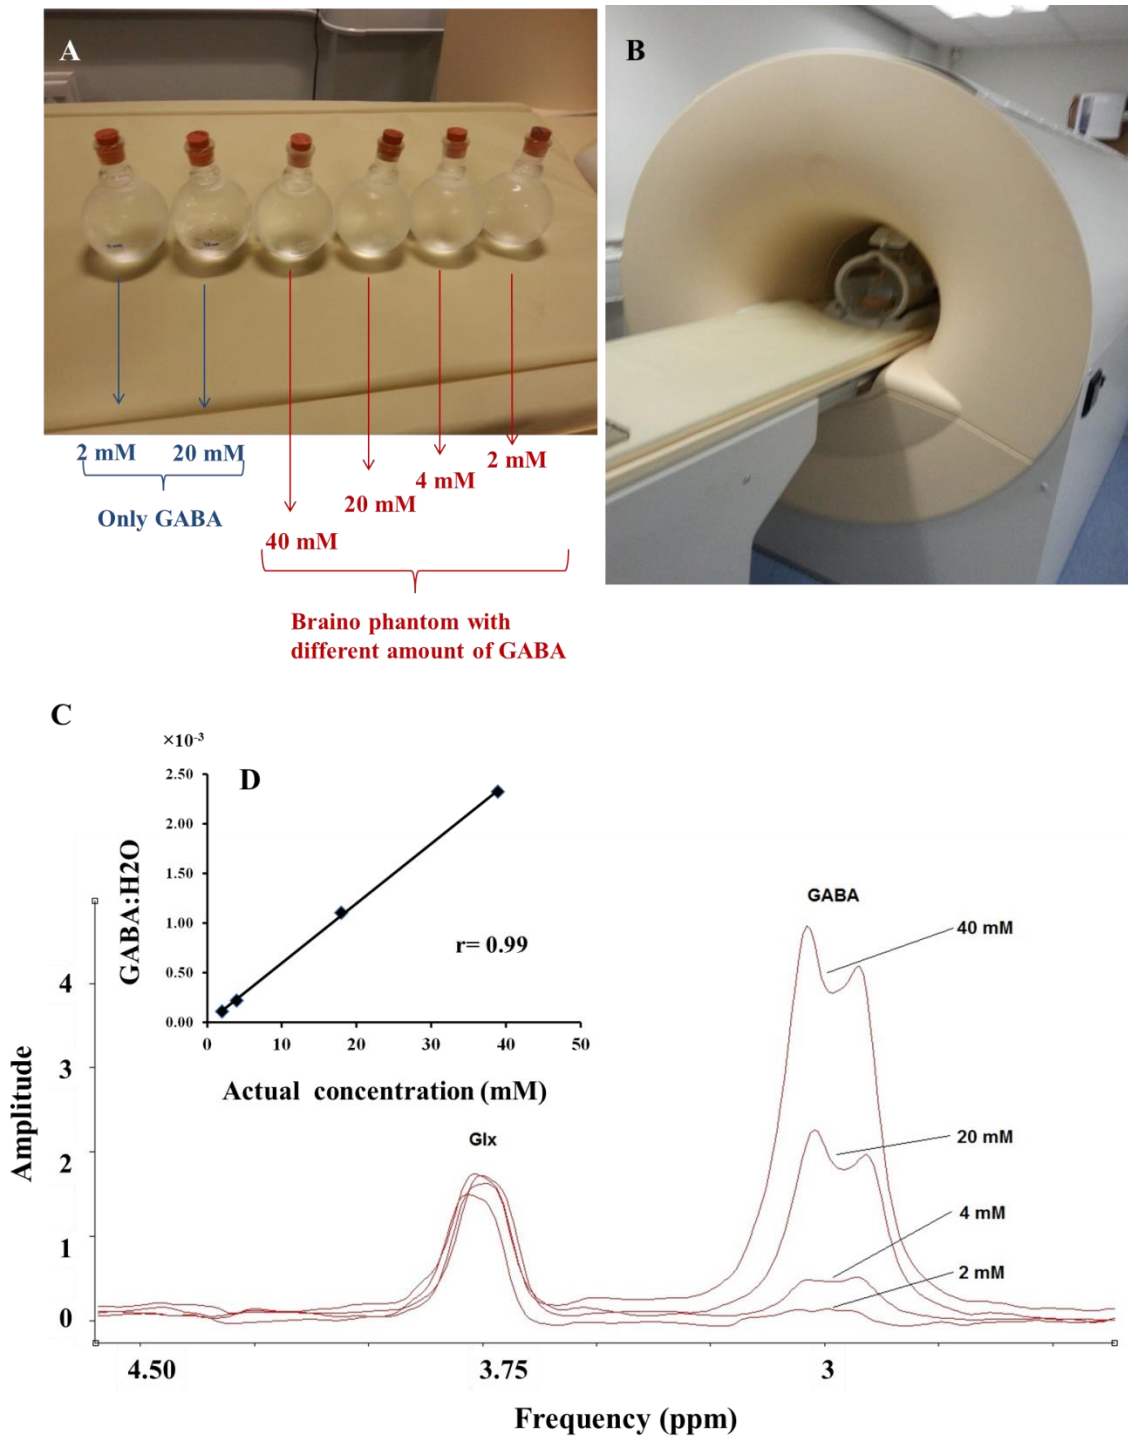 A
B
2 mM
20 mM
Only GABA
40 mM
20 mM
4 mM
2 mM
Braino phantom with
different amount of GABA
C
×10-3
D
2.50
2.00
1.50
1.00
0.50
0.00
GABA:H2O
r= 0.99
0
10
20
30
40
50
Actual concentration (mM)
GABA
40 mM
20 mM
4 mM
2 mM
Glx
Amplitude
4
3
2
1
0
4.50
3.75
3
Frequency (ppm)